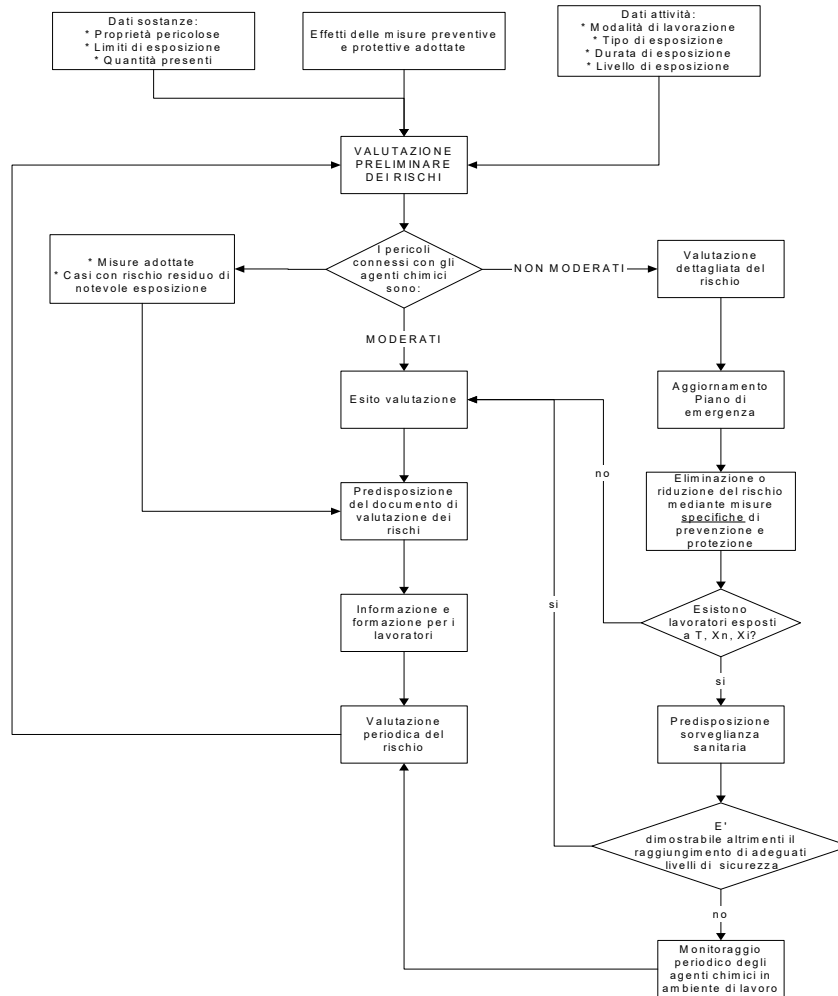 Dati sostanze:
* Proprietà pericolose
* Limiti di esposizione
* Quantità presenti
Effetti delle misure preventive
e protettive adottate
Dati attività:
* Modalità di lavorazione
* Tipo di esposizione
* Durata di esposizione
* Livello di esposizione
VALUTAZIONE
PRELIMINARE
DEI RISCHI
I pericoli
connessi con gli
agenti chimici
sono:
* Misure adottate
* Casi con rischio residuo di
notevole esposizione
NON MODERATI
Valutazione
dettagliata del
rischio
MODERATI
Esito valutazione
Aggiornamento
Piano di
emergenza
no
Predisposizione
del documento di
valutazione dei
rischi
Eliminazione o
riduzione del rischio
mediante misure
specifiche di
prevenzione e
protezione
si
Informazione e
formazione per i
lavoratori
Esistono
lavoratori esposti
a T, Xn, Xi?
si
Valutazione
periodica del
rischio
Predisposizione
sorveglianza
sanitaria
E'
dimostrabile altrimenti il
raggiungimento di adeguati
livelli di sicurezza
no
Monitoraggio
periodico degli
agenti chimici in
ambiente di lavoro